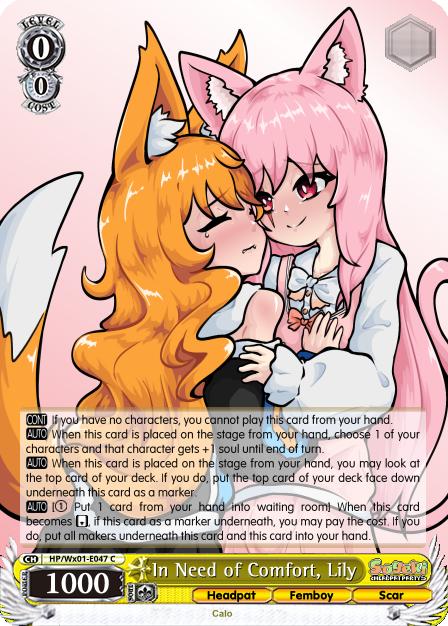 LEVEL
0
0
COST
CONT If you have no characters, you cannot play this card from your hand.
AUTO When this card is placed on the stage from your hand, choose 1 of your
characters and that character gets +1 soul until end of turn.
AUTO When this card is placed on the stage from your hand, you may look at
the top card of your deck. If you do, put the top card of your deck face down
underneath this card as a marker.
AUTO [① Put 1 card from your hand into waiting room] When this card
becomes, if this card as a marker underneath, you may pay the cost. If you
do, put all makers underneath this card and this card into your hand.
CH HP/Wx01-E047 C
POWER 1000 SOUL In Need of Comfort, Lily
Headpat Femboy Scar
Calo